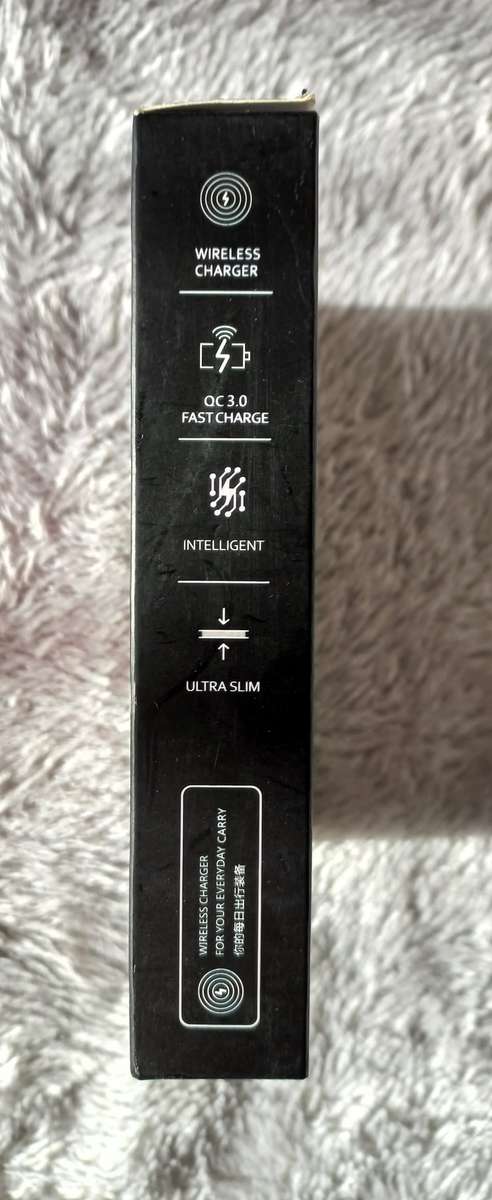 WIRELESS
CHARGER
QC 3.0
FAST CHARGE
INTELLIGENT
ULTRA SLIM
WIRELESS CHARGER
FOR YOUR EVERYDAY CARRY
你的每日出行装备